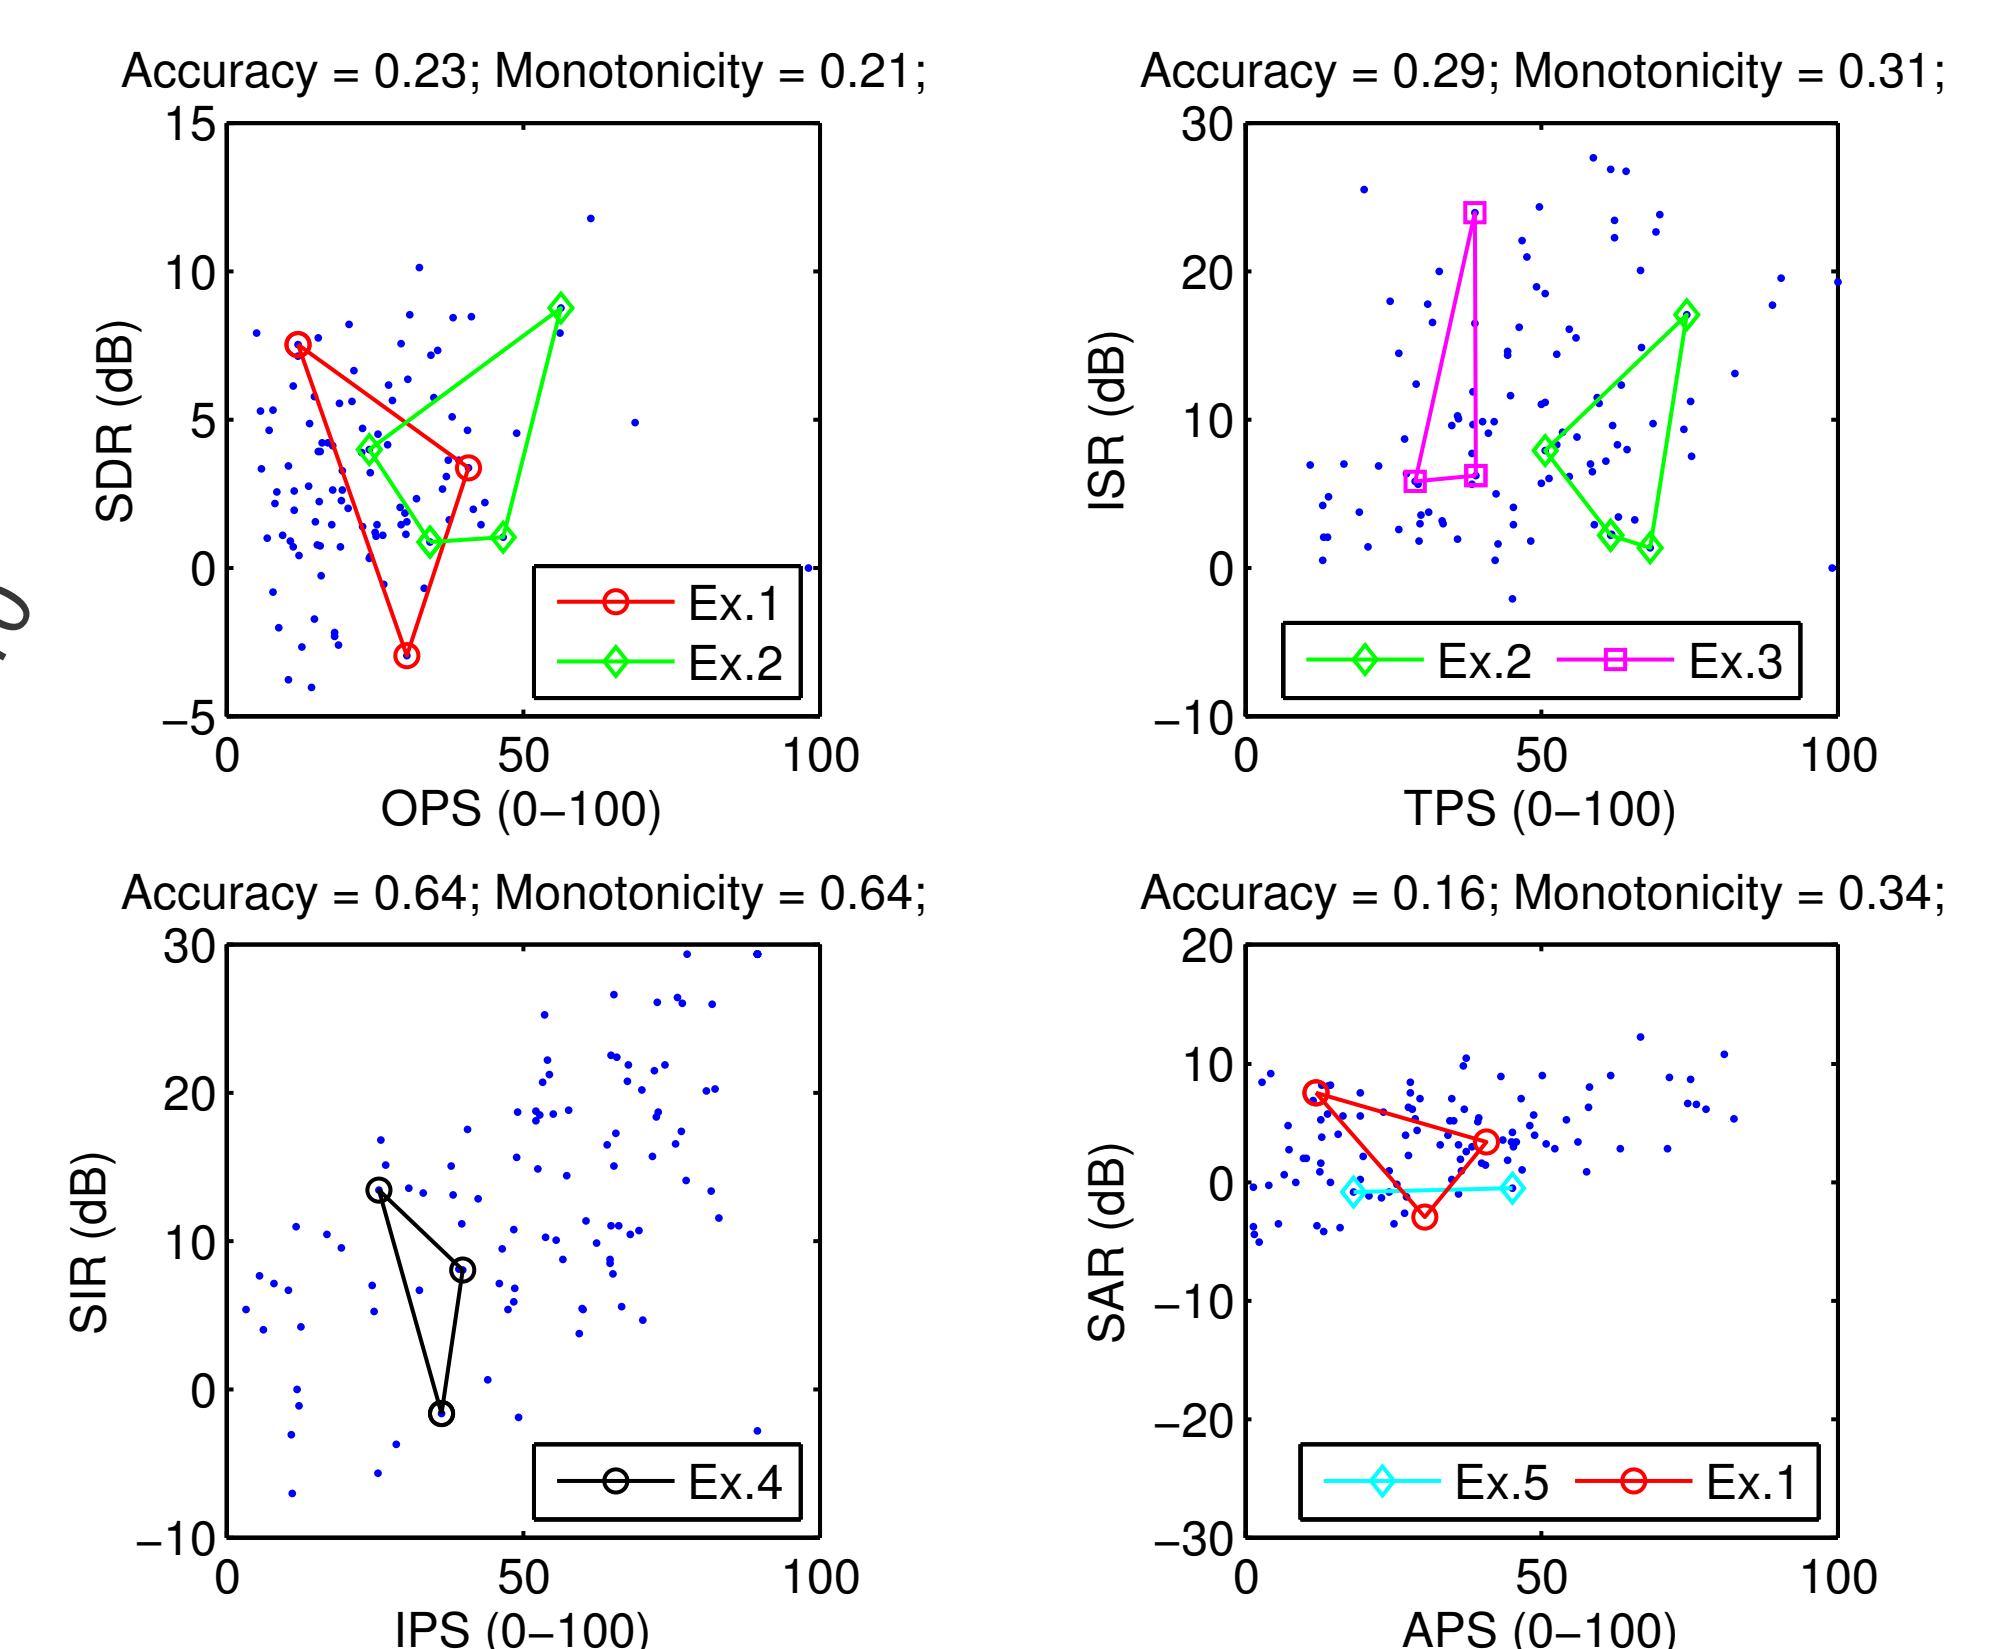 Accuracy = 0.23; Monotonicity = 0.21;
15
10
5
0
−5
0 50 100
SDR (dB)
OPS (0−100)
Ex.1
Ex.2
Accuracy = 0.29; Monotonicity = 0.31;
30
20
10
0
−10
0 50 100
ISR (dB)
TPS (0−100)
Ex.2 Ex.3
Accuracy = 0.64; Monotonicity = 0.64;
30
20
10
0
−10
0 50 100
SIR (dB)
IPS (0−100)
Ex.4
Accuracy = 0.16; Monotonicity = 0.34;
20
10
0
−10
−20
−30
0 50 100
SAR (dB)
APS (0−100)
Ex.5 Ex.1